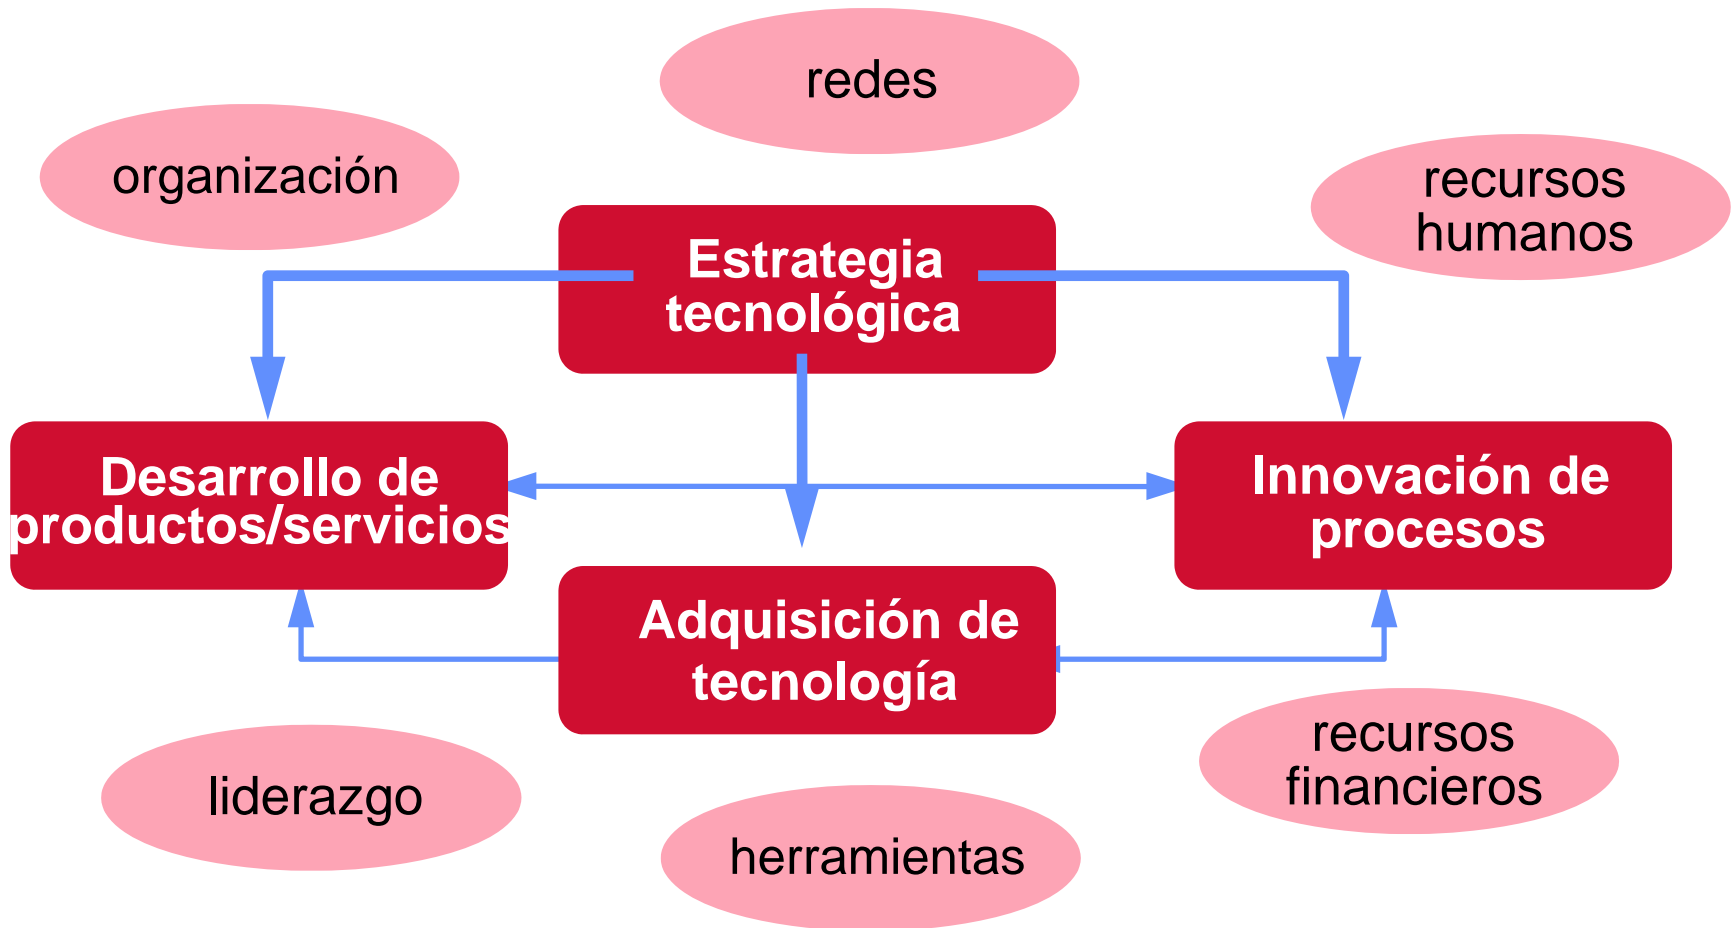 redes
organización
recursos
humanos
Estrategia
tecnológica
Desarrollo de
productos/servicios
Innovación de
procesos
Adquisición de
tecnología
recursos
financieros
liderazgo
herramientas